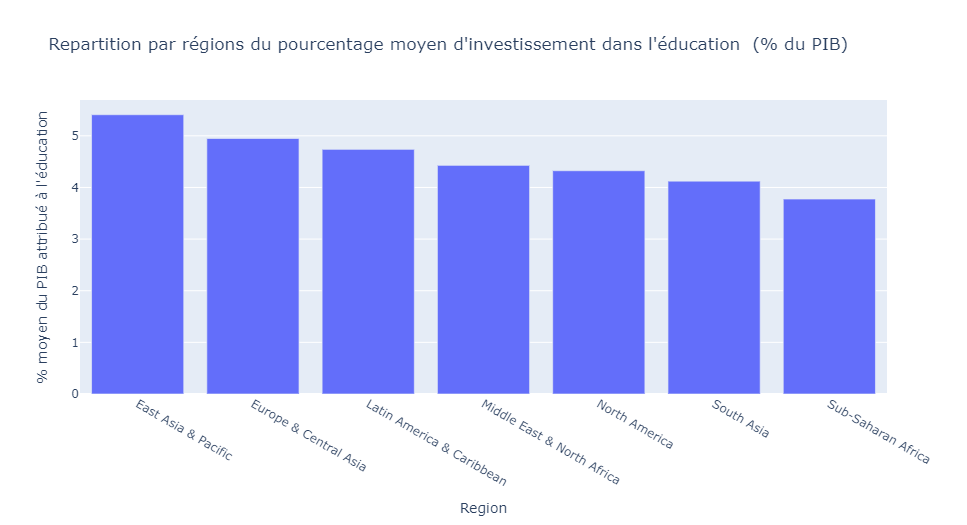 Repartition par régions du pourcentage moyen d'investissement dans l'éducation  (% du PIB)
% moyen du PIB attribué à l'éducation
5
4
3
2
1
0
East Asia & Pacific
Europe & Central Asia
Latin America & Caribbean
Middle East & North Africa
North America
South Asia
Sub-Saharan Africa
Region